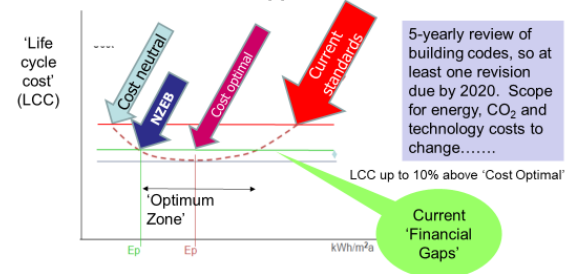 ‘Life
cycle
cost’
(LCC)
Cost neutral
NZEB
Cost optimal
Current
standards
5-yearly review of
building codes, so at
least one revision
due by 2020.  Scope
for energy, CO₂ and
technology costs to
change…….
LCC up to 10% above ‘Cost Optimal’
‘Optimum
Zone’
Current
‘Financial
Gaps’
Ep
Ep
kWh/m²a